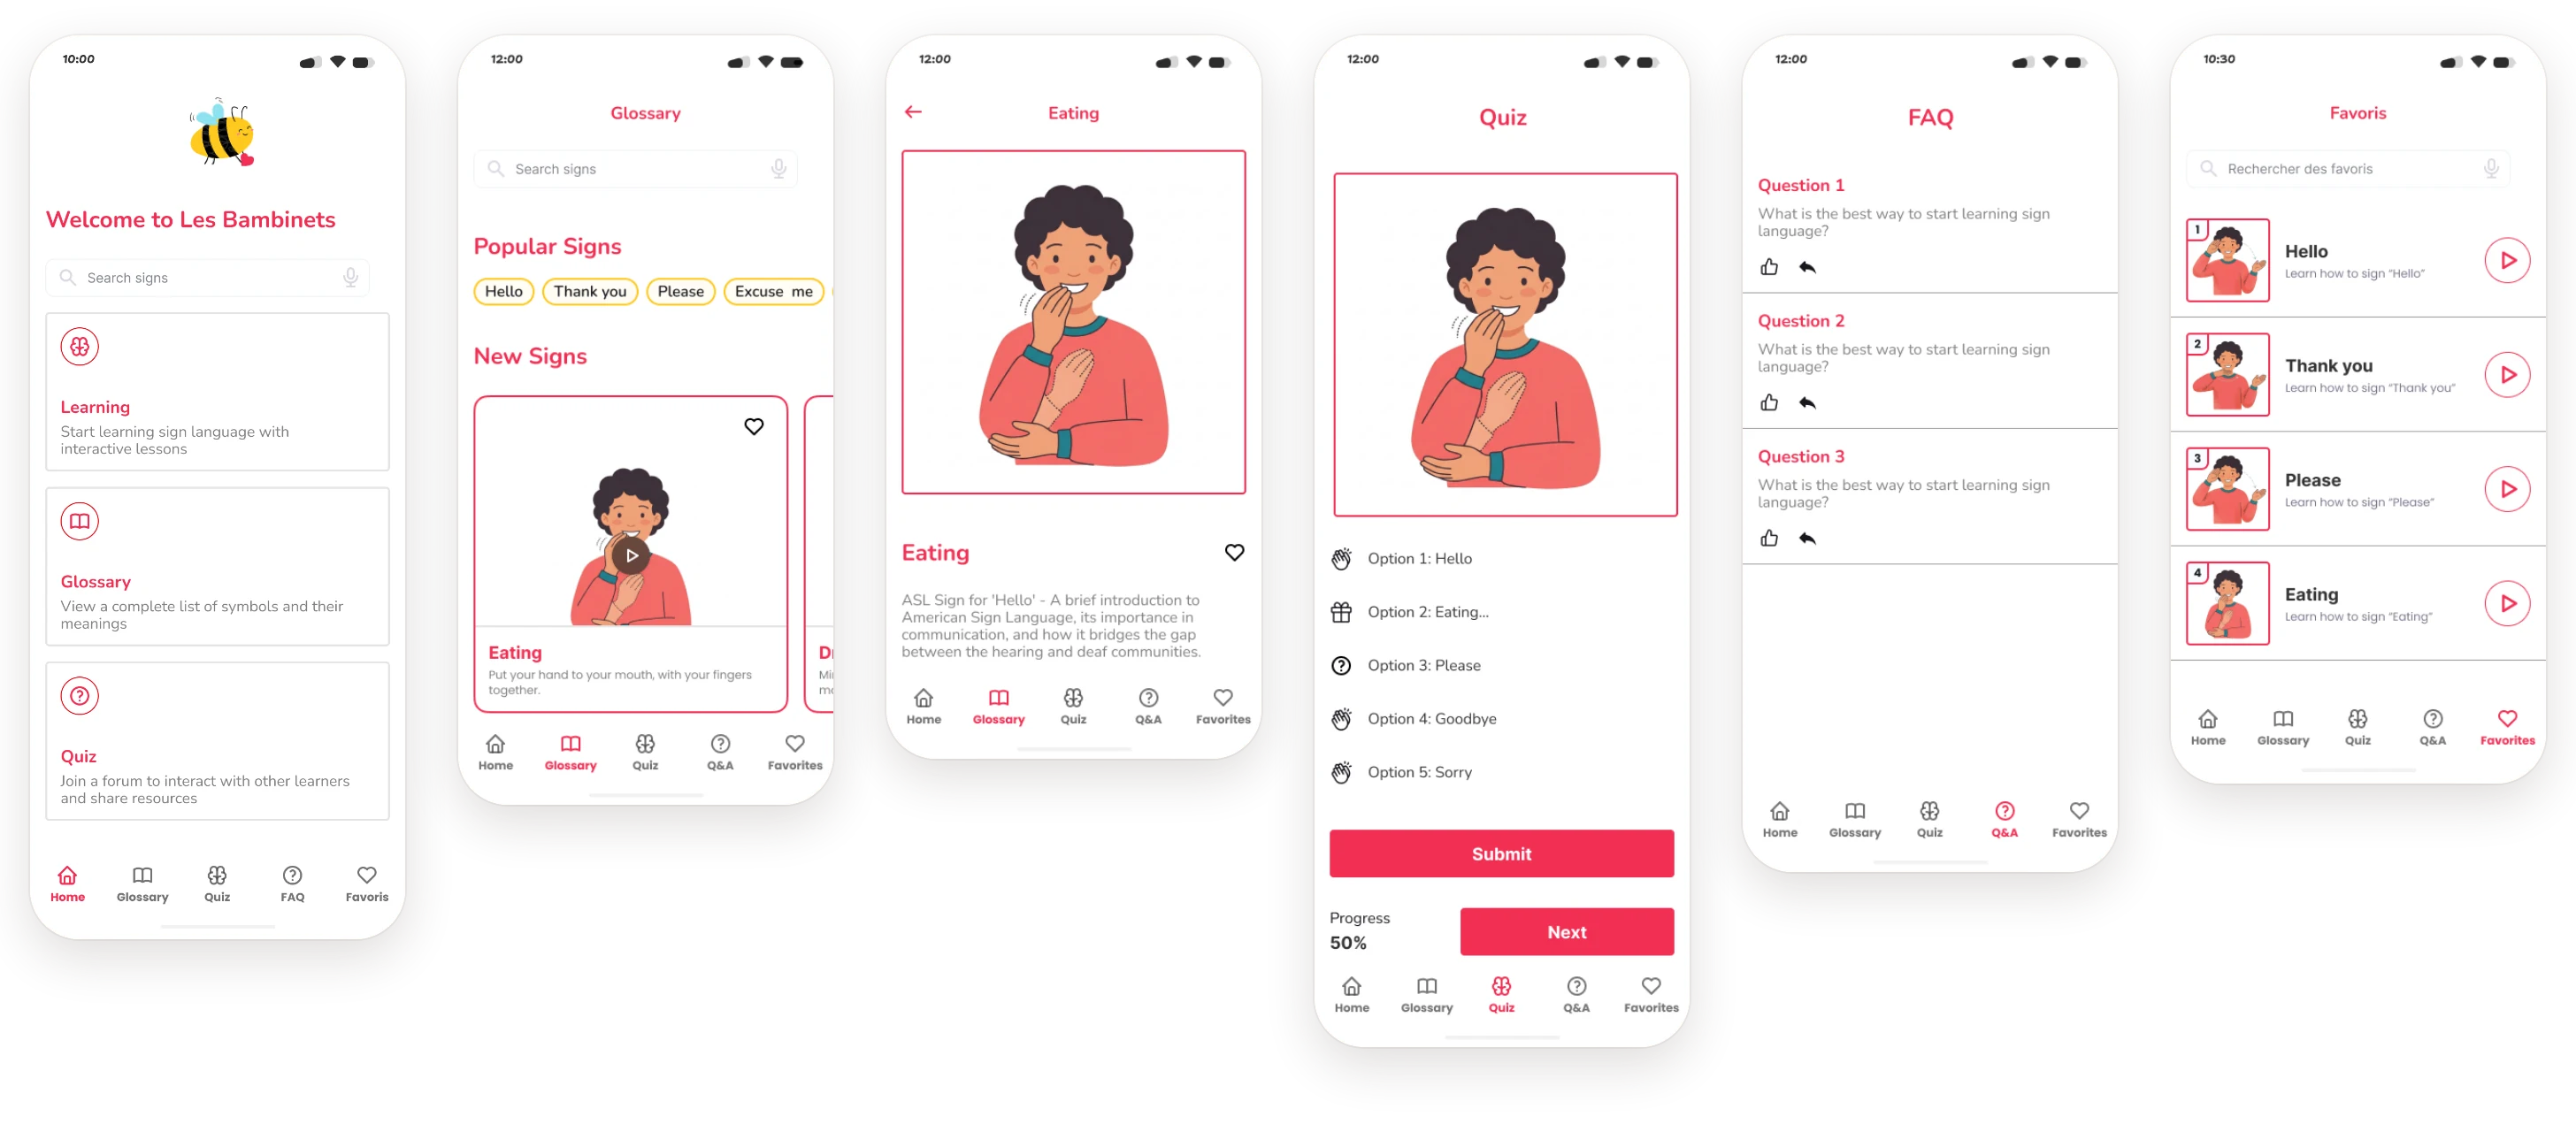 10:00
Welcome to Les Bambinets
Search signs
Learning
Start learning sign language with
interactive lessons
Glossary
View a complete list of symbols and their
meanings
Quiz
Join a forum to interact with other learners
and share resources
Home Glossary Quiz FAQ Favoris
12:00
Glossary
Search signs
Popular Signs
Hello Thank you Please Excuse me
New Signs
Eating
Put your hand to your mouth, with your fingers
together.
Home Glossary Quiz Q&A Favorites
12:00
Eating
Eating
ASL Sign for 'Hello' - A brief introduction to
American Sign Language, its importance in
communication, and how it bridges the gap
between the hearing and deaf communities.
Home Glossary Quiz Q&A Favorites
12:00
Quiz
Option 1: Hello
Option 2: Eating...
Option 3: Please
Option 4: Goodbye
Option 5: Sorry
Submit
Progress
50%
Next
Home Glossary Quiz Q&A Favorites
12:00
FAQ
Question 1
What is the best way to start learning sign
language?
Question 2
What is the best way to start learning sign
language?
Question 3
What is the best way to start learning sign
language?
Home Glossary Quiz Q&A Favorites
10:30
Favoris
Rechercher des favoris
1
Hello
Learn how to sign “Hello”
2
Thank you
Learn how to sign “Thank you”
3
Please
Learn how to sign “Please”
4
Eating
Learn how to sign “Eating”
Home Glossary Quiz Q&A Favorites